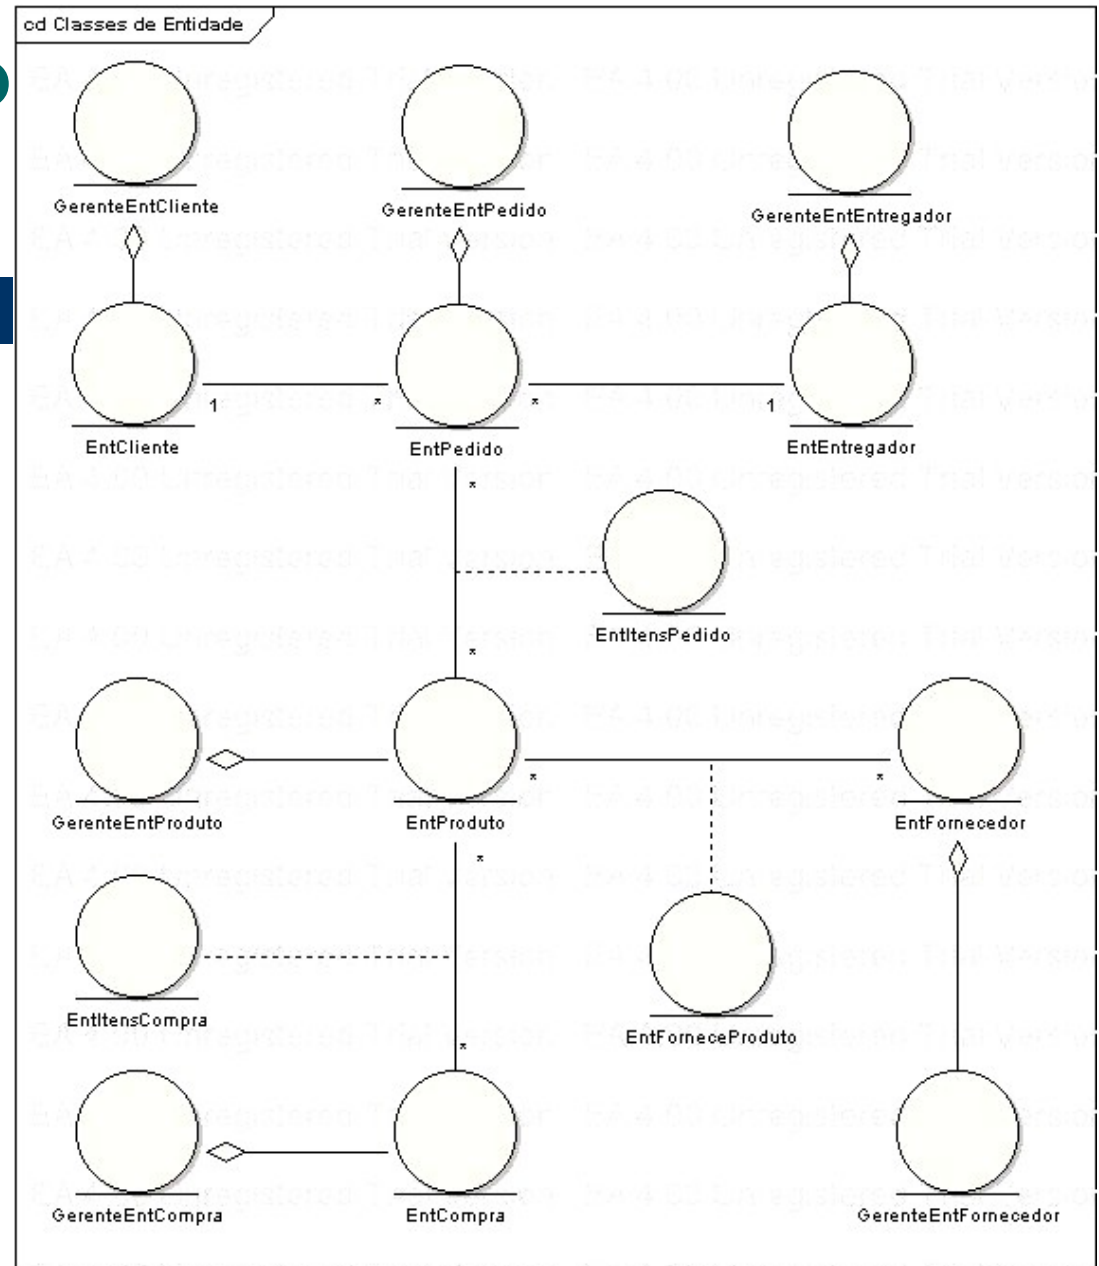 cd Classes de Entidade
GerenteEntCliente
GerenteEntPedido
GerenteEntEntregador
1
*
*
1
EntCliente
EntPedido
EntEntregador
*
EntItensPedido
*
*
*
GerenteEntProduto
EntProduto
EntFornecedor
*
EntItensCompra
EntForneceProduto
*
GerenteEntCompra
EntCompra
GerenteEntFornecedor